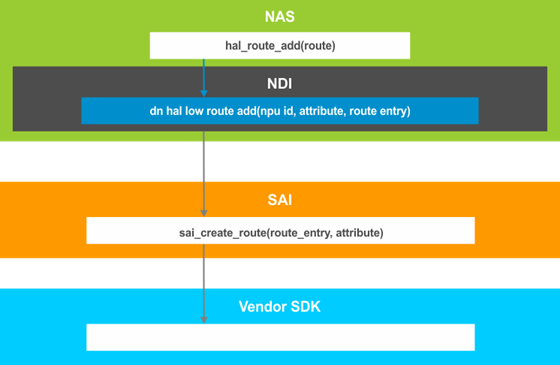 NAS
hal_route_add(route)
NDI
dn hal low route add(npu id, attribute, route entry)
SAI
sai_create_route(route_entry, attribute)
Vendor SDK